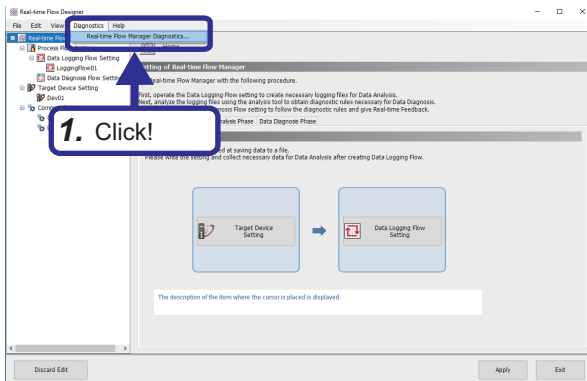 Real-time Flow Designer
File Edit View Diagnostics Help
Real-time Flow Manager Diagnostics...
Real-time Flow
Home
Process Flow
Data Logging Flow Setting
LoggingFlow01
Data Diagnosis Flow Setting
Target Device Setting
Dev01
Setting of Real-time Flow Manager
Real-time Flow Manager with the following procedure.
First, operate the Data Logging Flow setting to create necessary logging files for Data Analysis.
Next, analyze the logging files using the analysis tool to obtain diagnostic rules necessary for Data Diagnosis.
Flow setting to follow the diagnostic rules and give Real-time Feedback.
Phase Data Diagnosis Phase
1. Click!
at saving data to a file.
Please write the setting and collect necessary data for Data Analysis after creating Data Logging Flow.
Target Device
Setting
Data Logging Flow
Setting
The description of the item where the cursor is placed is displayed.
Discard Edit
Apply
Exit